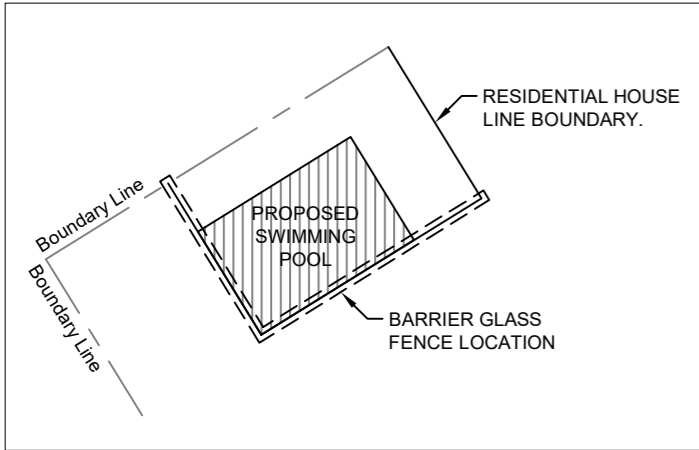 RESIDENTIAL HOUSE
LINE BOUNDARY.
Boundary Line
Boundary Line
PROPOSED
SWIMMING
POOL
BARRIER GLASS
FENCE LOCATION